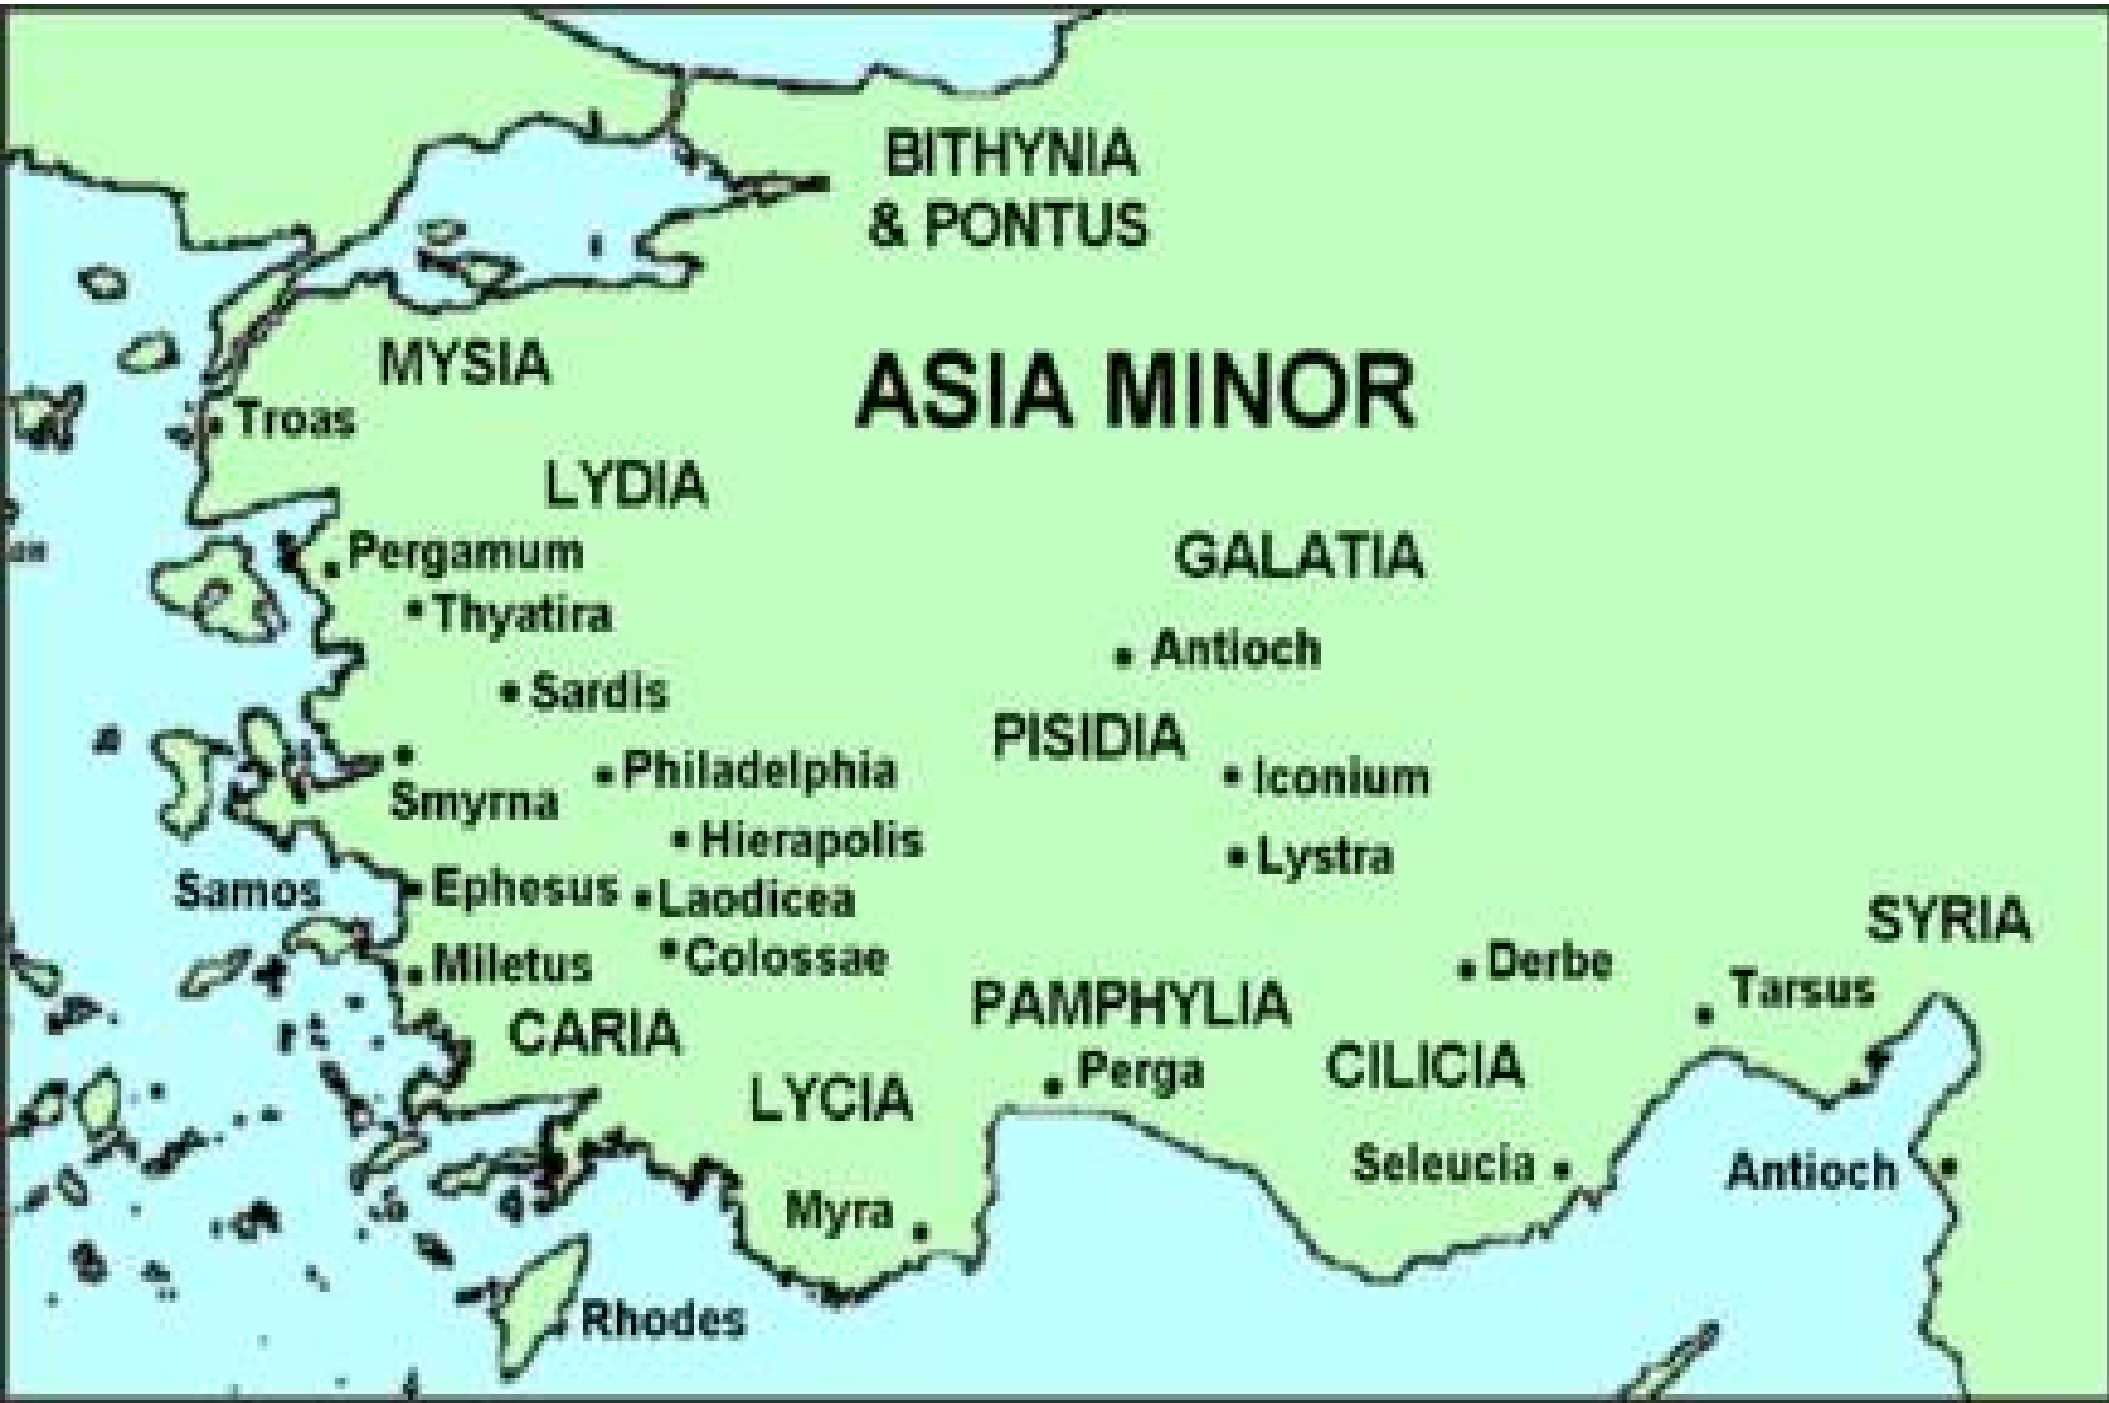 BITHYNIA
& PONTUS
MYSIA
ASIA MINOR
Troas
LYDIA
Pergamum
GALATIA
Thyatira
Antioch
Sardis
PISIDIA
Philadelphia
Iconium
Smyrna
Hierapolis
Lystra
Samos
Ephesus
Laodicea
SYRIA
Miletus
Colossae
Derbe
Tarsus
PAMPHYLIA
CARIA
Perga
CILICIA
LYCIA
Seleucia
Antioch
Myra
Rhodes